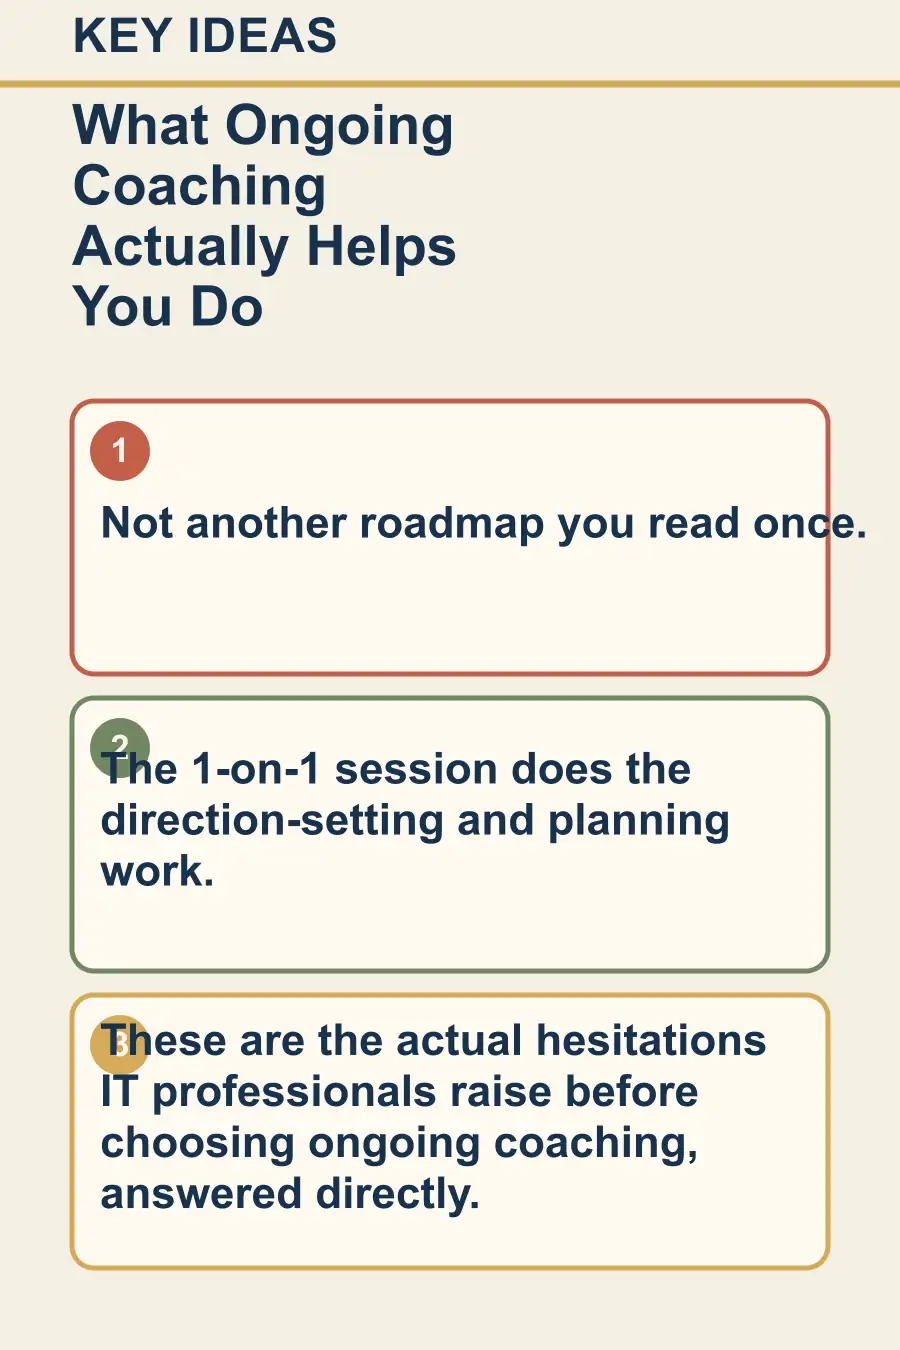 KEY IDEAS
What Ongoing
Coaching
Actually Helps
You Do
1
Not another roadmap you read once.
2
The 1-on-1 session does the
direction-setting and planning
work.
3
These are the actual hesitations
IT professionals raise before
choosing ongoing coaching,
answered directly.